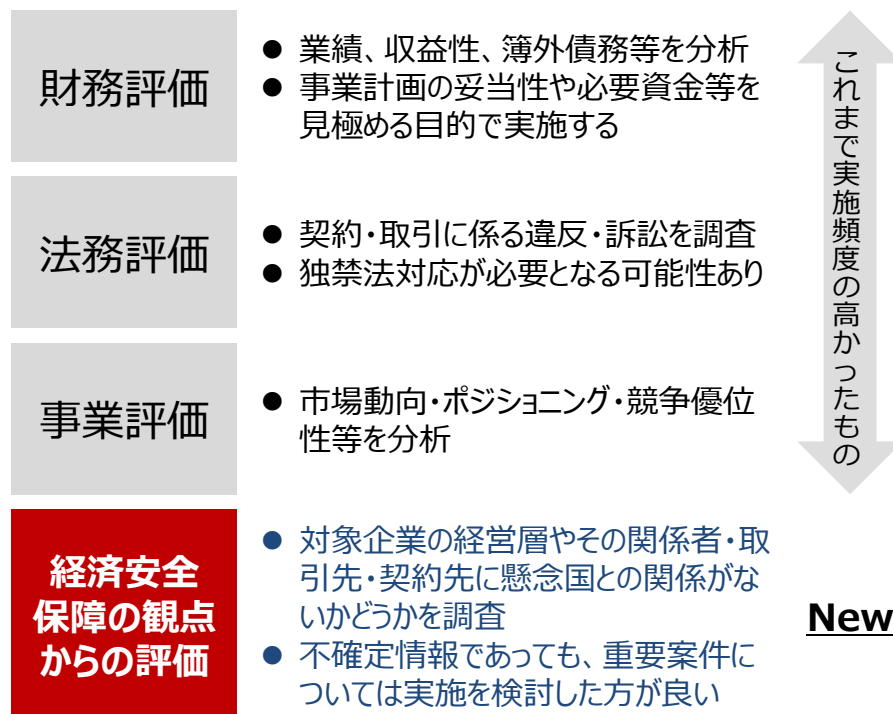 財務評価
● 業績、収益性、簿外債務等を分析
● 事業計画の妥当性や必要資金等を
見極める目的で実施する
法務評価
● 契約・取引に係る違反・訴訟を調査
● 独禁法対応が必要となる可能性あり
事業評価
● 市場動向・ポジショニング・競争優位
性等を分析
これまで実施頻度の高かったもの
経済安全
保障の観点
からの評価
● 対象企業の経営層やその関係者・取
引先・契約先に懸念国との関係がな
いかどうかを調査
● 不確定情報であっても、重要案件に
ついては実施を検討した方が良い
New